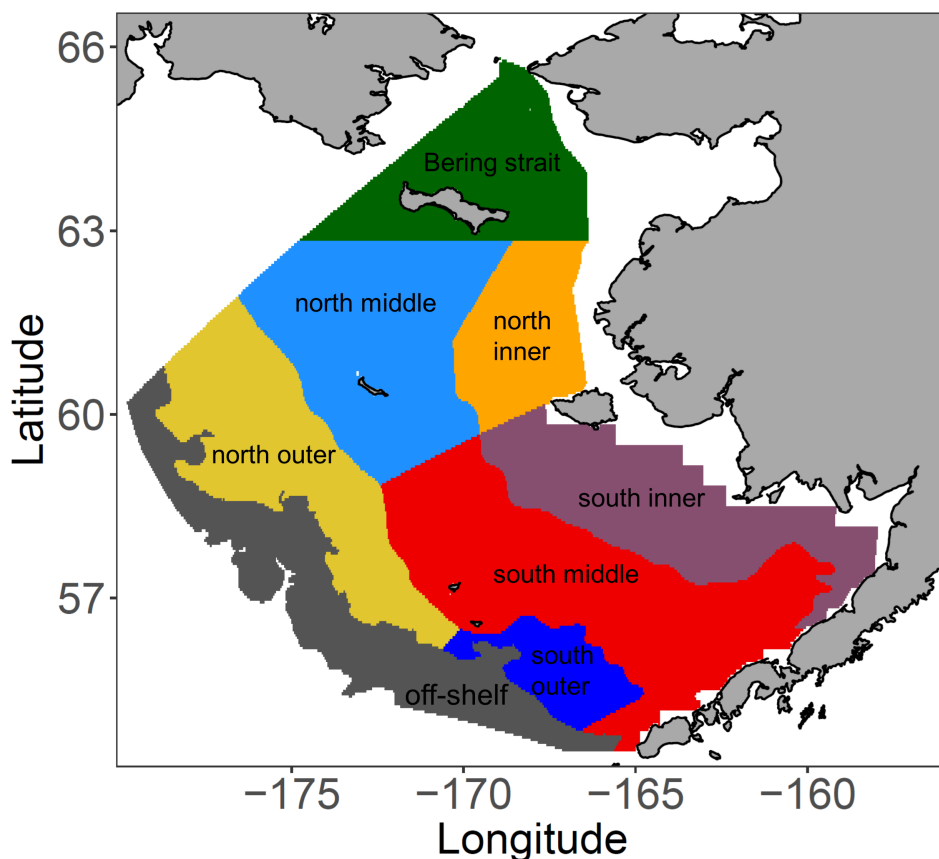 66
63
60
57
Latitude
Bering strait
north middle
north
inner
north outer
south inner
south middle
south
outer
off-shelf
−175
−170
−165
−160
Longitude